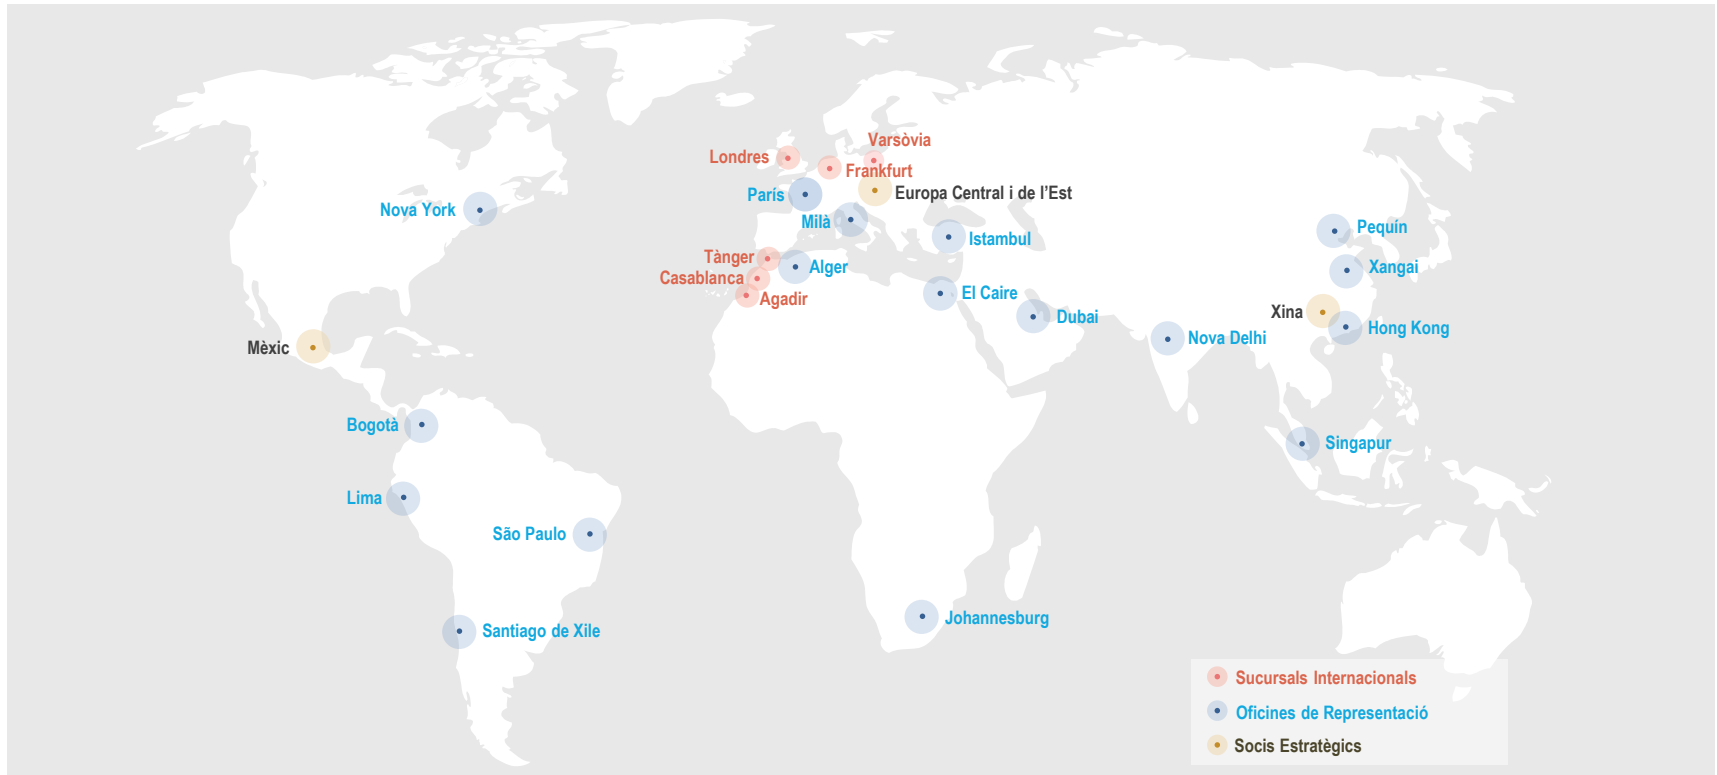 Varsòvia
Londres
Frankfurt
París
Europa Central i de l'Est
Nova York
Milà
Istambul
Pequín
Tànger
Alger
Xangai
Casablanca
Agadir
El Caire
Dubai
Xina
Hong Kong
Nova Delhi
Mèxic
Bogotà
Singapur
Lima
São Paulo
Johannesburg
Santiago de Xile
Sucursals Internacionals
Oficines de Representació
Socis Estratègics